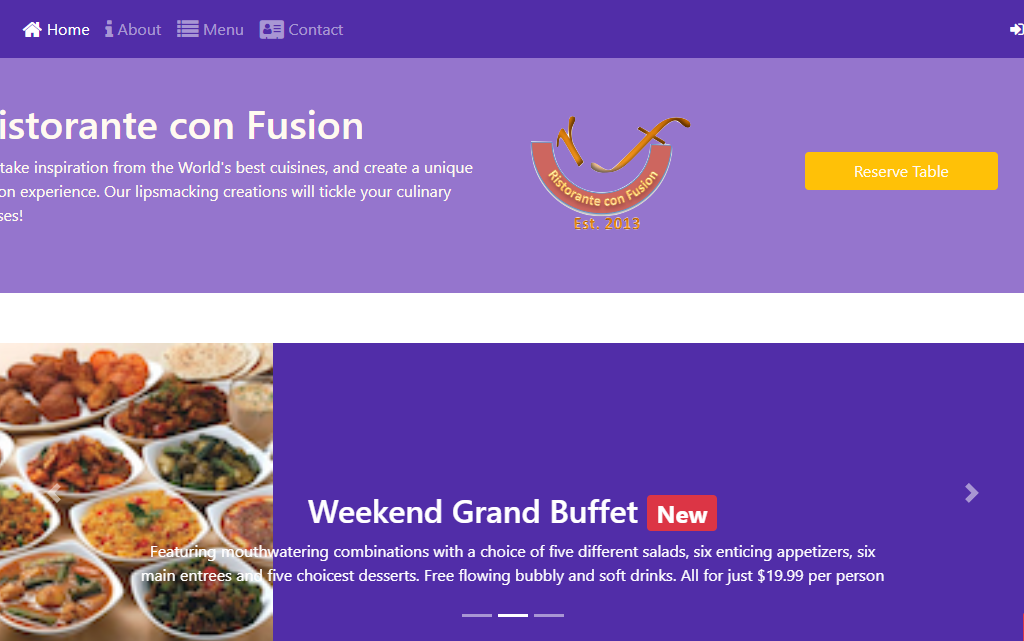 Home About Menu Contact
istorante con Fusion
take inspiration from the World's best cuisines, and create a unique
on experience. Our lipsmacking creations will tickle your culinary
ses!
Ristorante con Fusion
Est. 2013
Reserve Table
Weekend Grand Buffet New
Featuring mouthwatering combinations with a choice of five different salads, six enticing appetizers, six
main entrees and five choicest desserts. Free flowing bubbly and soft drinks. All for just $19.99 per person